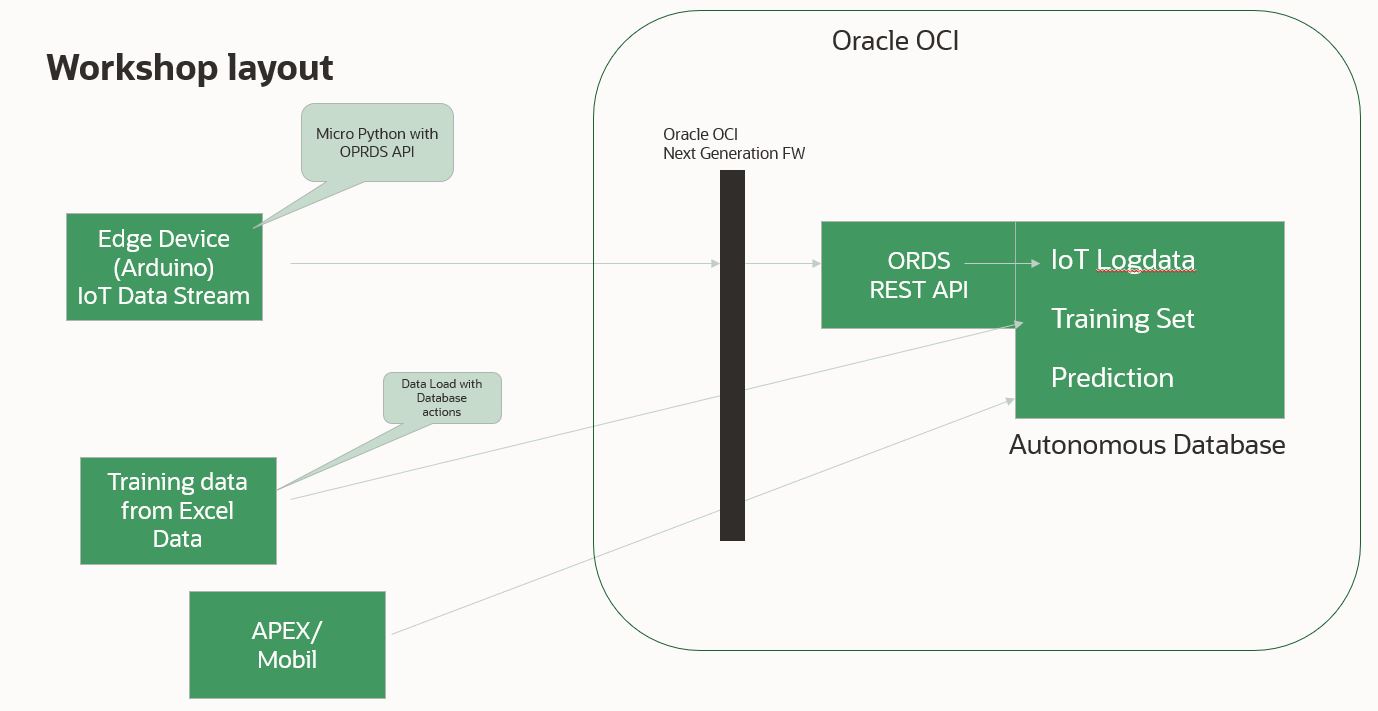 Workshop layout
Oracle OCI
Micro Python with
OPRDS API
Oracle OCI
Next Generation FW
Edge Device
(Arduino)
IoT Data Stream
ORDS
REST API
IoT Logdata
Training Set
Prediction
Autonomous Database
Data Load with
Database
actions
Training data
from Excel
Data
APEX/
Mobil